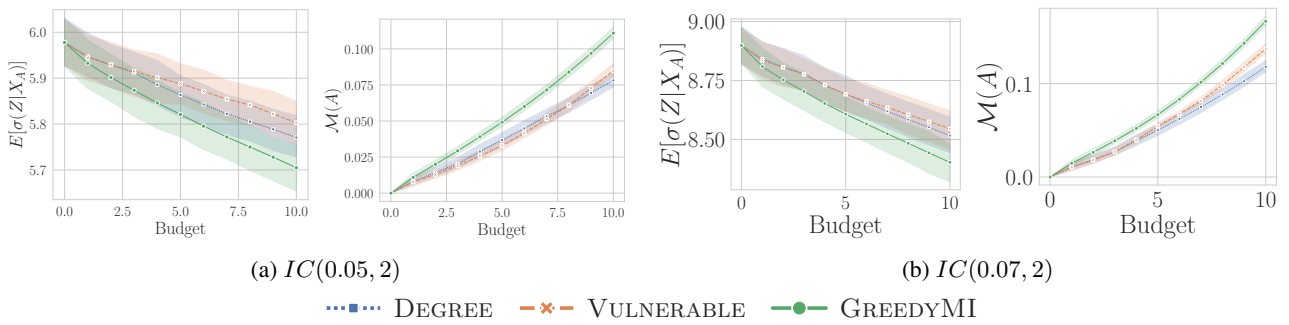 E[σ(Z|X_A)]
6.0
5.9
5.8
5.7
0.0 2.5 5.0 7.5 10.0
Budget
M(A)
0.100
0.075
0.050
0.025
0.000
0.0 2.5 5.0 7.5 10.0
Budget
(a) IC(0.05, 2)
E[σ(Z|X_A)]
9.00
8.75
8.50
0 5 10
Budget
M(A)
0.1
0.0
0 5 10
Budget
(b) IC(0.07, 2)
DEGREE VULNERABLE GREEDYMI